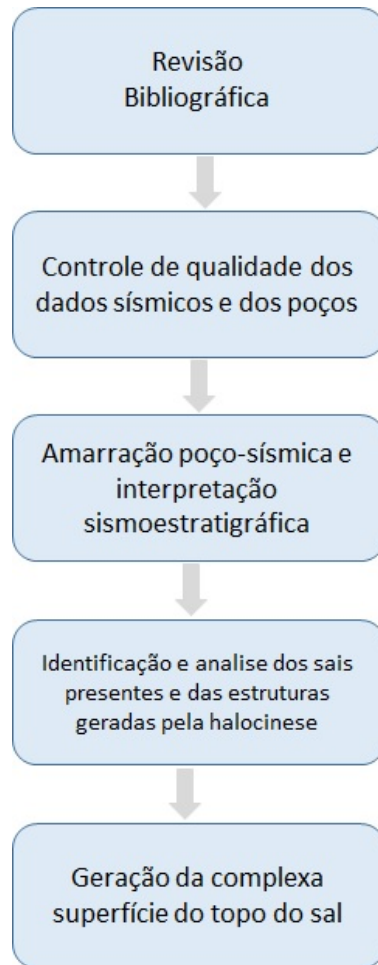 Revisão
Bibliográfica
Controle de qualidade dos
dados sísmicos e dos poços
Amarração poço-sísmica e
interpretação
sismoestratigráfica
Identificação e analise dos sais
presentes e das estruturas
geradas pela halocinese
Geração da complexa
superfície do topo do sal